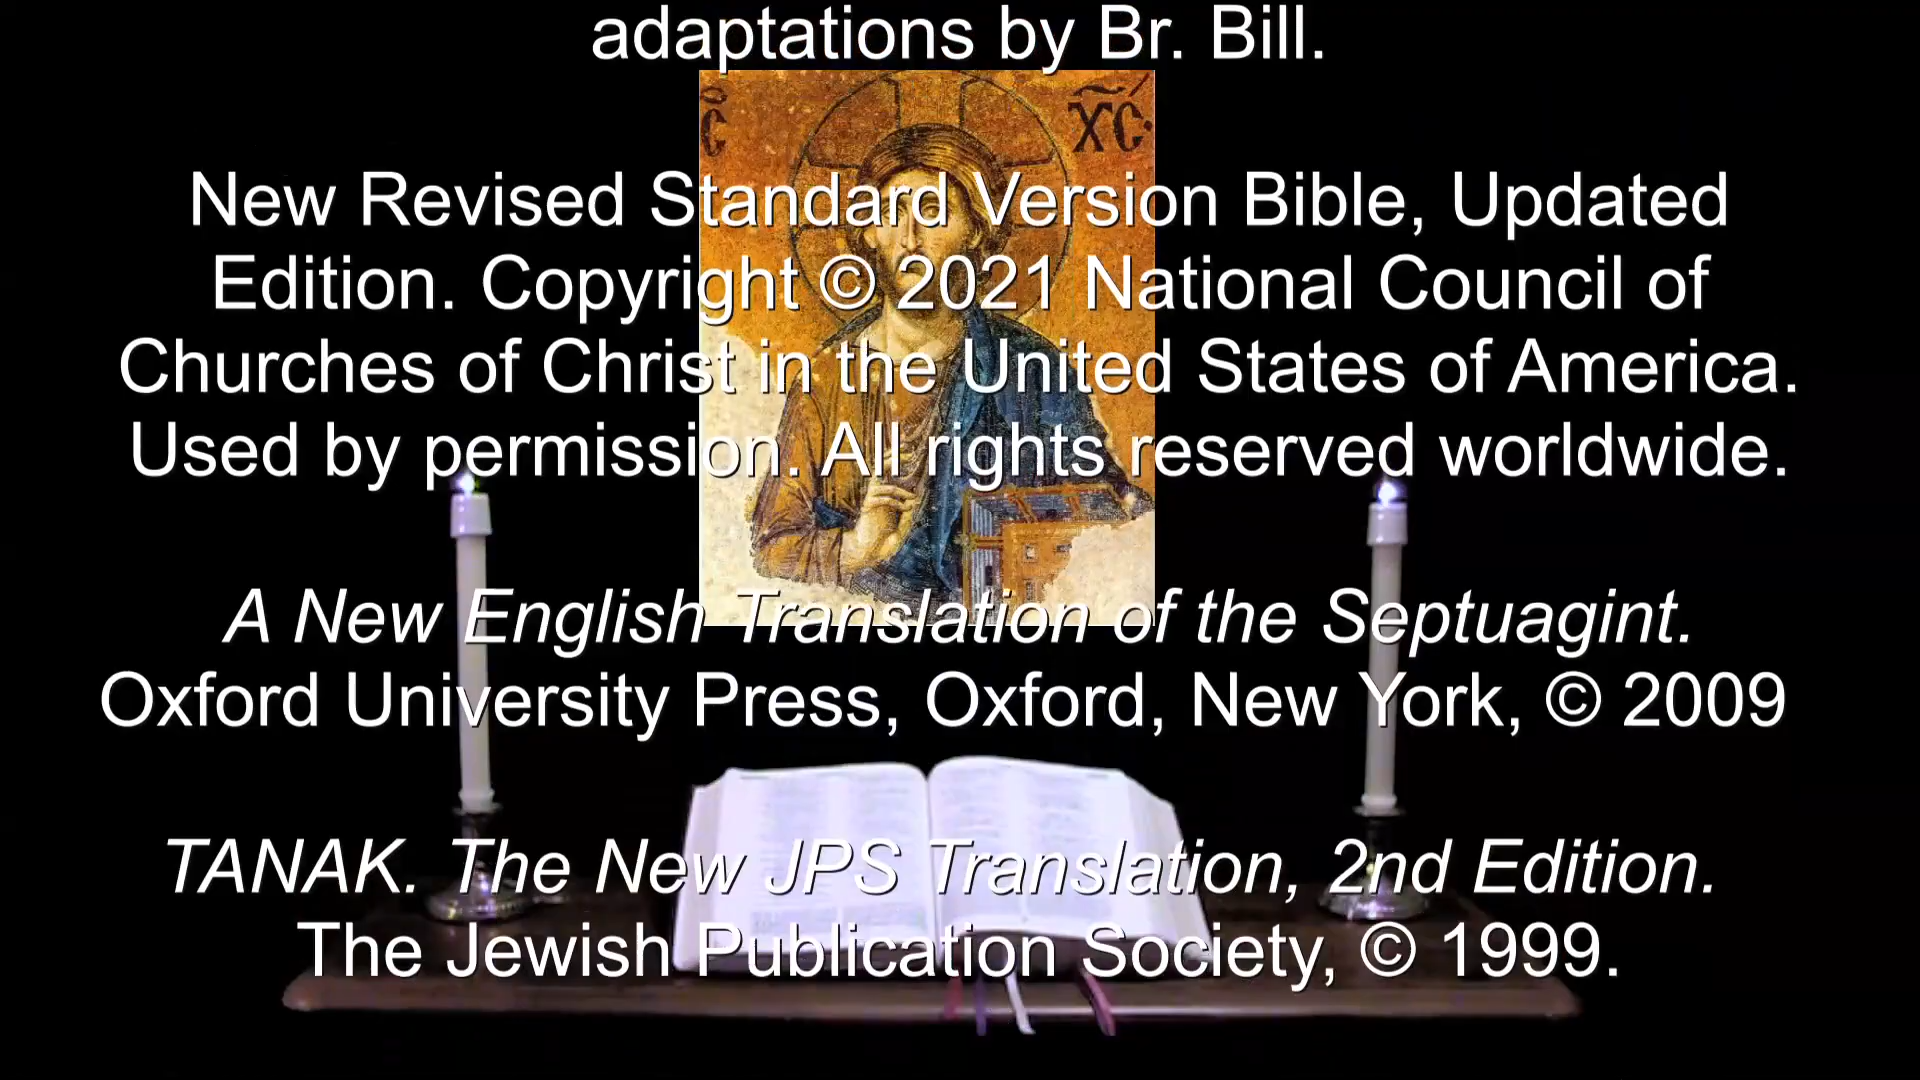 adaptations by Br. Bill.
C XC
New Revised Standard Version Bible, Updated
Edition. Copyright © 2021 National Council of
Churches of Christ in the United States of America.
Used by permission. All rights reserved worldwide.
A New English Translation of the Septuagint.
Oxford University Press, Oxford, New York, © 2009
TANAK. The New JPS Translation, 2nd Edition.
The Jewish Publication Society, © 1999.